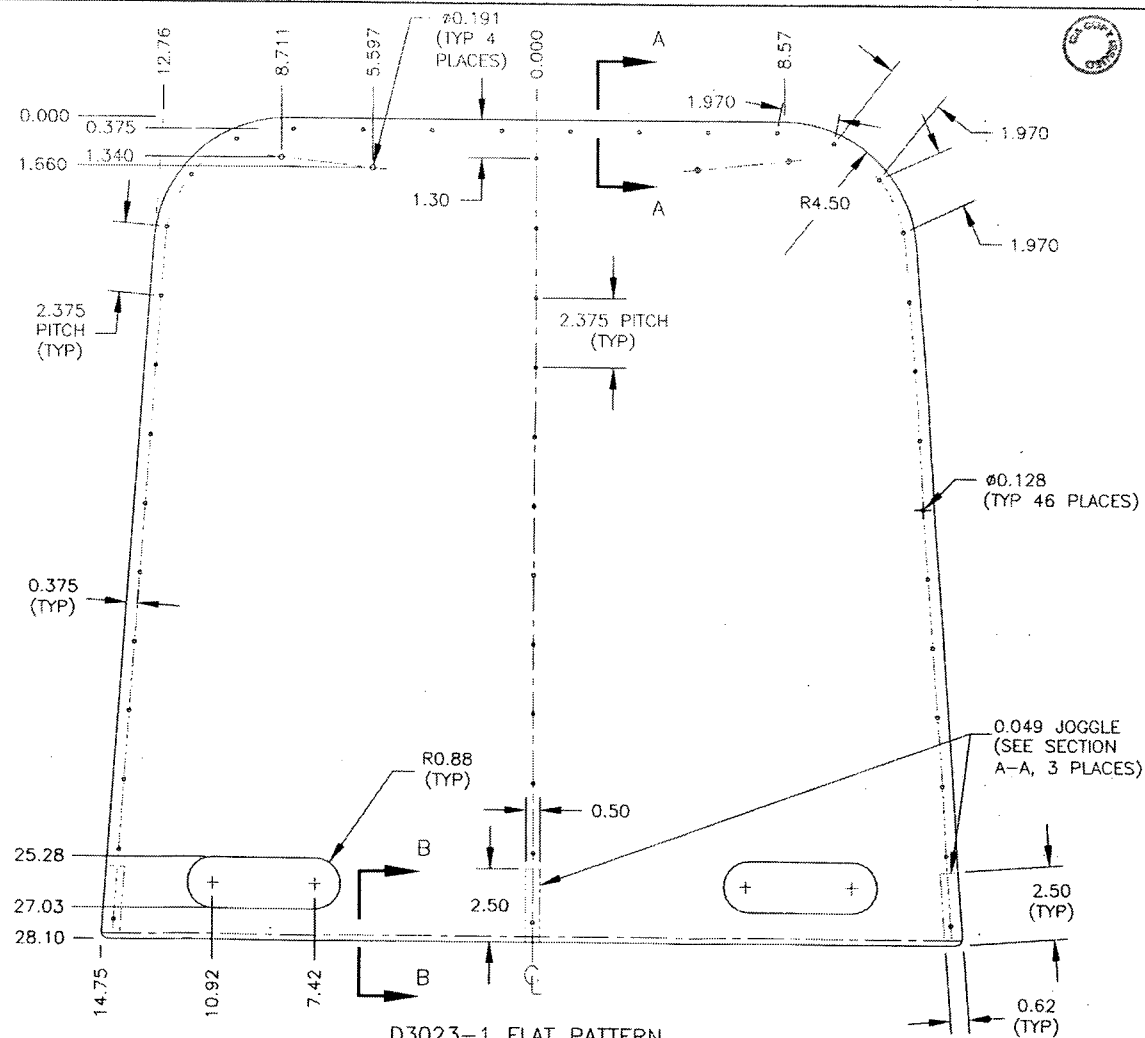 12.76
8.711
ø0.191
(TYP 4
PLACES)
5.597
0.000
A
8.57
0.000
0.375
1.340
1.660
1.970
1.970
1.30
A
R4.50
1.970
2.375
PITCH
(TYP)
2.375 PITCH
(TYP)
ø0.128
(TYP 46 PLACES)
0.375
(TYP)
0.049 JOGGLE
(SEE SECTION
A-A, 3 PLACES)
R0.88
(TYP)
0.50
25.28
B
2.50
2.50
(TYP)
27.03
28.10
14.75
10.92
7.42
B
CL
0.62
(TYP)
D3023-1 FLAT PATTERN